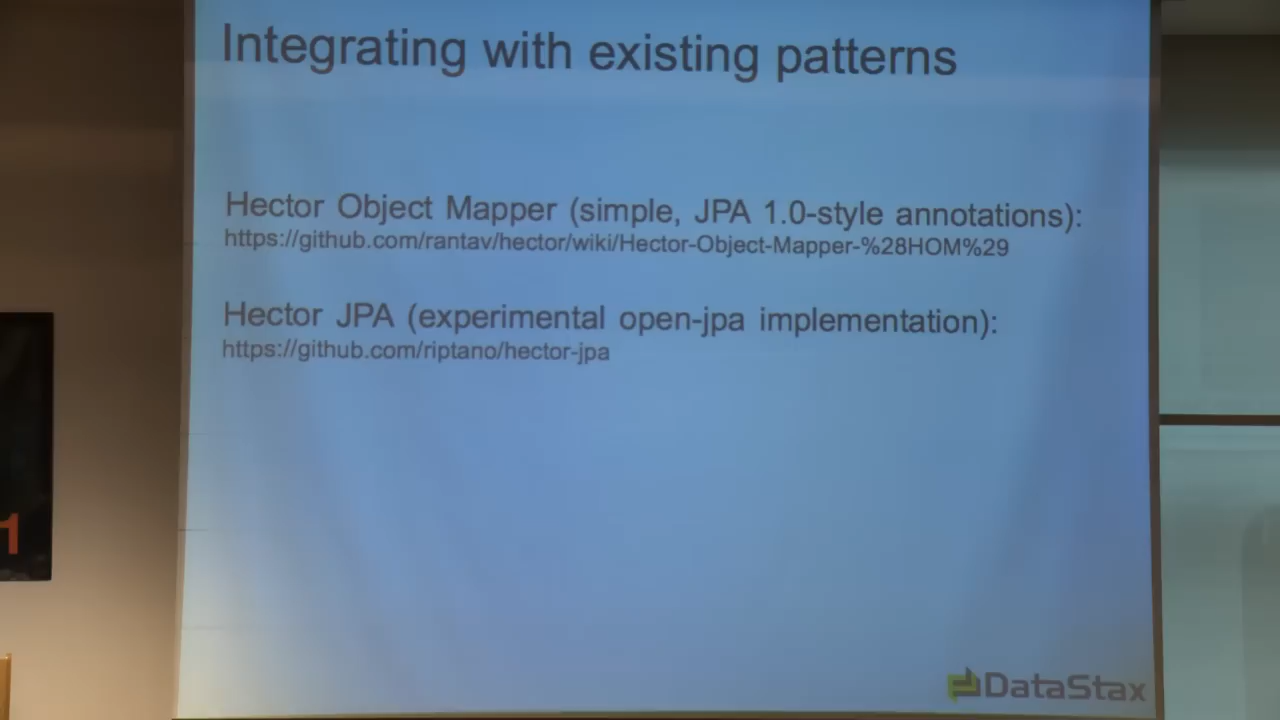 Integrating with existing patterns
Hector Object Mapper (simple, JPA 1.0-style annotations):
https://github.com/rantav/hector/wiki/Hector-Object-Mapper-%28HOM%29
Hector JPA (experimental open-jpa implementation):
https://github.com/riptano/hector-jpa
DataStax
1